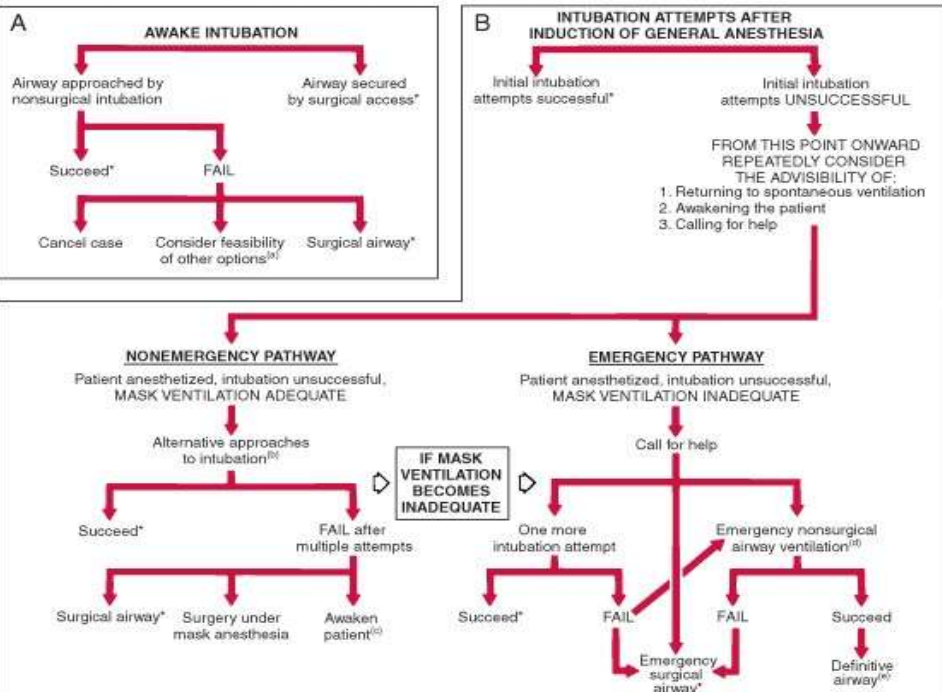 A
AWAKE INTUBATION
Airway approached by
nonsurgical intubation
Airway secured
by surgical access*
Succeed*
FAIL
Cancel case
Consider feasibility
of other options(a)
Surgical airway*
B
INTUBATION ATTEMPTS AFTER
INDUCTION OF GENERAL ANESTHESIA
Initial intubation
attempts successful*
Initial intubation
attempts UNSUCCESSFUL
FROM THIS POINT ONWARD
REPEATEDLY CONSIDER
THE ADVISIBILITY OF:
1. Returning to spontaneous ventilation
2. Awakening the patient
3. Calling for help
NONEMERGENCY PATHWAY
Patient anesthetized, intubation unsuccessful,
MASK VENTILATION ADEQUATE
Alternative approaches
to intubation(b)
Succeed*
FAIL after
multiple attempts
Surgical airway*
Surgery under
mask anesthesia
Awaken
patient(c)
IF MASK
VENTILATION
BECOMES
INADEQUATE
EMERGENCY PATHWAY
Patient anesthetized, intubation unsuccessful,
MASK VENTILATION INADEQUATE
Call for help
One more
intubation attempt
Emergency nonsurgical
airway ventilation(d)
Succeed*
FAIL
FAIL
Succeed
Emergency
surgical
airway*
Definitive
airway(e)